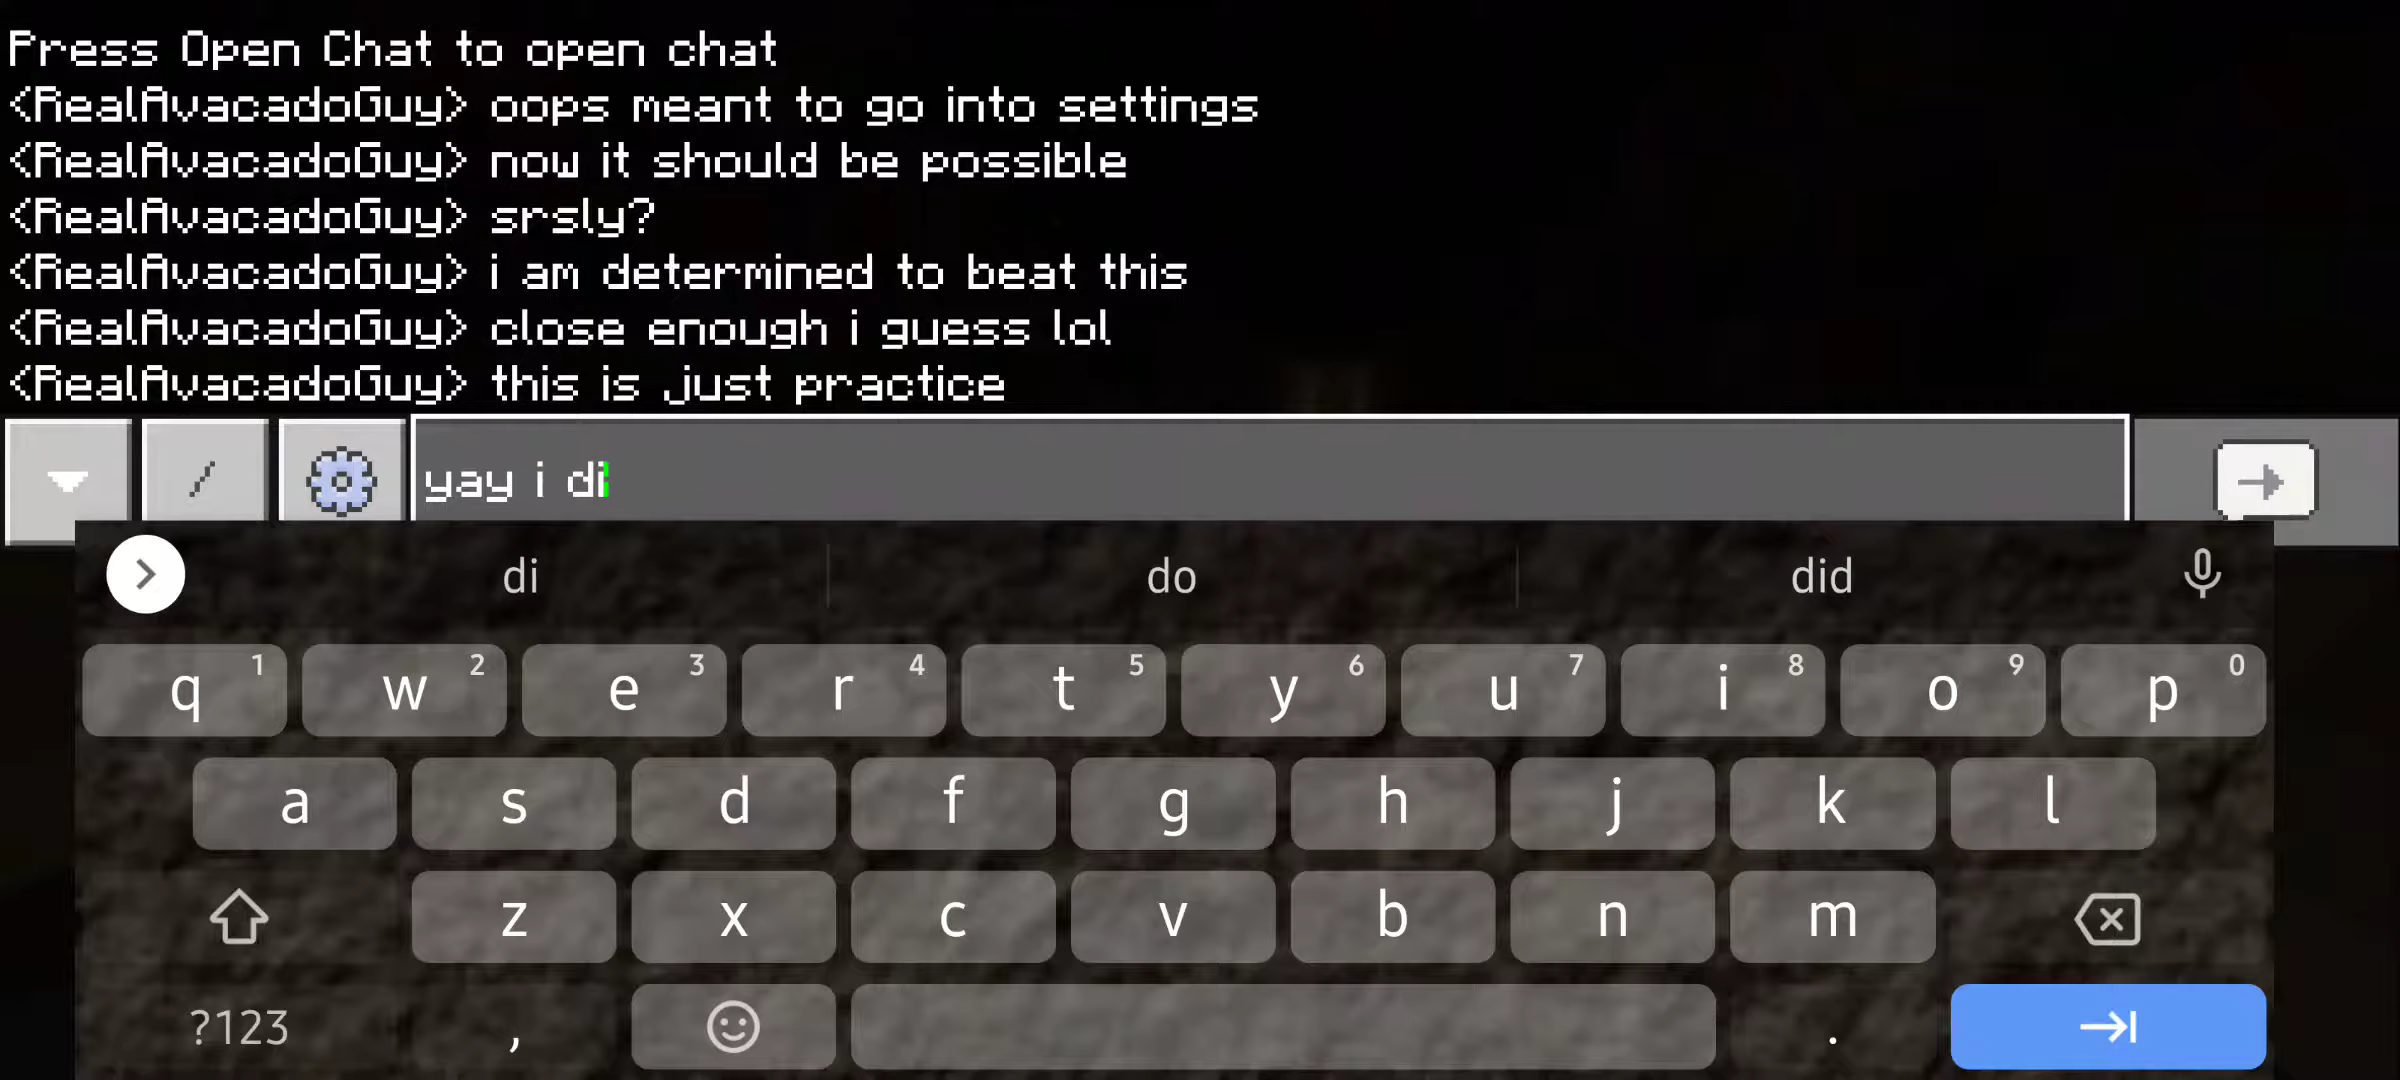 Press Open Chat to open chat
<RealAvacadoGuy> oops meant to go into settings
<RealAvacadoGuy> now it should be possible
<RealAvacadoGuy> srsly?
<RealAvacadoGuy> i am determined to beat this
<RealAvacadoGuy> close enough i guess lol
<RealAvacadoGuy> this is just practice
/ yay i di
di do did
q 1 w 2 e 3 r 4 t 5 y 6 u 7 i 8 o 9 p 0
a s d f g h j k l
z x c v b n m
?123 , .